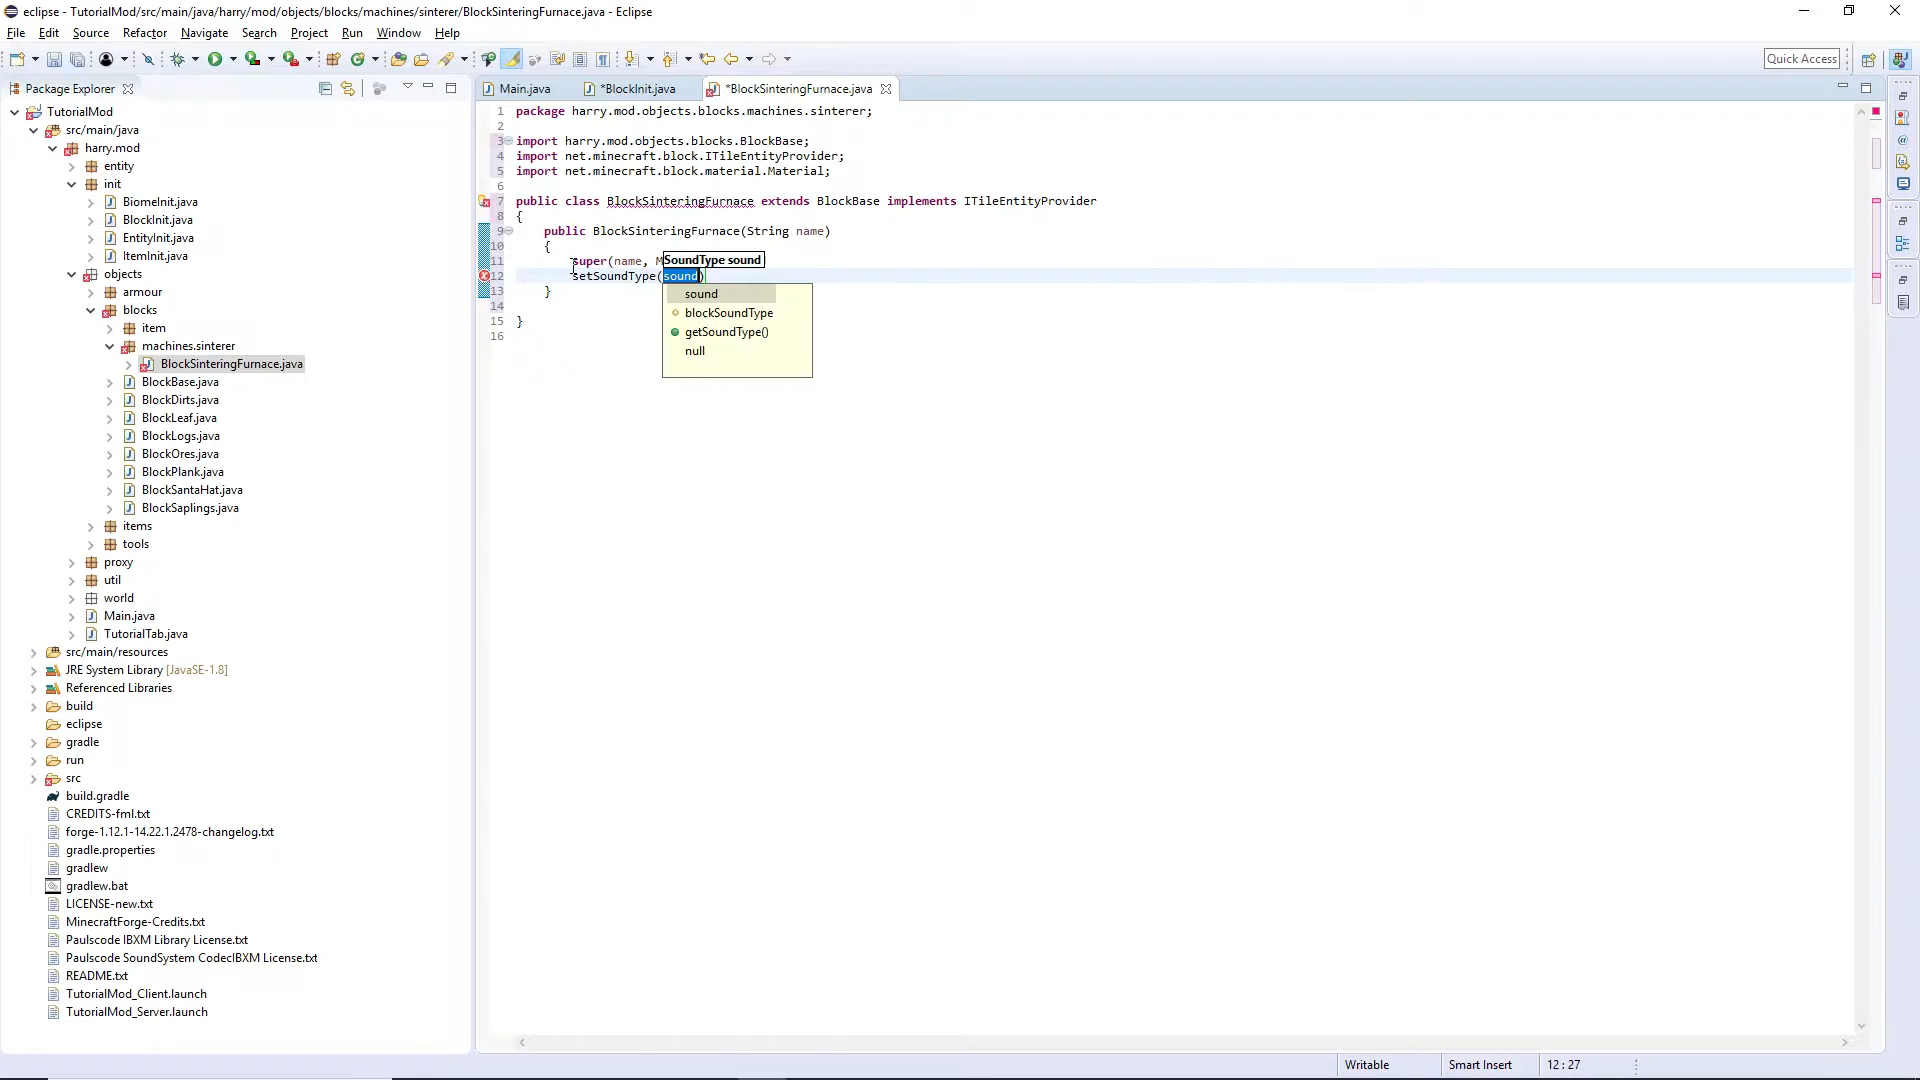 eclipse - TutorialMod/src/main/java/harry/mod/objects/blocks/machines/sinterer/BlockSinteringFurnace.java - Eclipse
File Edit Source Refactor Navigate Search Project Run Window Help
Quick Access
Package Explorer
Main.java *BlockInit.java *BlockSinteringFurnace.java
TutorialMod
src/main/java
harry.mod
entity
init
BiomeInit.java
BlockInit.java
EntityInit.java
ItemInit.java
objects
armour
blocks
item
machines.sinterer
BlockSinteringFurnace.java
BlockBase.java
BlockDirts.java
BlockLeaf.java
BlockLogs.java
BlockOres.java
BlockPlank.java
BlockSantaHat.java
BlockSaplings.java
items
tools
proxy
util
world
Main.java
TutorialTab.java
src/main/resources
JRE System Library [JavaSE-1.8]
Referenced Libraries
build
eclipse
gradle
run
src
build.gradle
CREDITS-fml.txt
forge-1.12.1-14.22.1.2478-changelog.txt
gradle.properties
gradlew
gradlew.bat
LICENSE-new.txt
MinecraftForge-Credits.txt
Paulscode IBXM Library License.txt
Paulscode SoundSystem CodecIBXM License.txt
README.txt
TutorialMod_Client.launch
TutorialMod_Server.launch
1 package harry.mod.objects.blocks.machines.sinterer;
2
3 import harry.mod.objects.blocks.BlockBase;
4 import net.minecraft.block.ITileEntityProvider;
5 import net.minecraft.block.material.Material;
6
7 public class BlockSinteringFurnace extends BlockBase implements ITileEntityProvider
8 {
9 public BlockSinteringFurnace(String name)
10 {
11 super(name, M
SoundType sound
12 setSoundType(sound)
13 }
14
15 }
16
sound
blockSoundType
getSoundType()
null
Writable Smart Insert 12 : 27